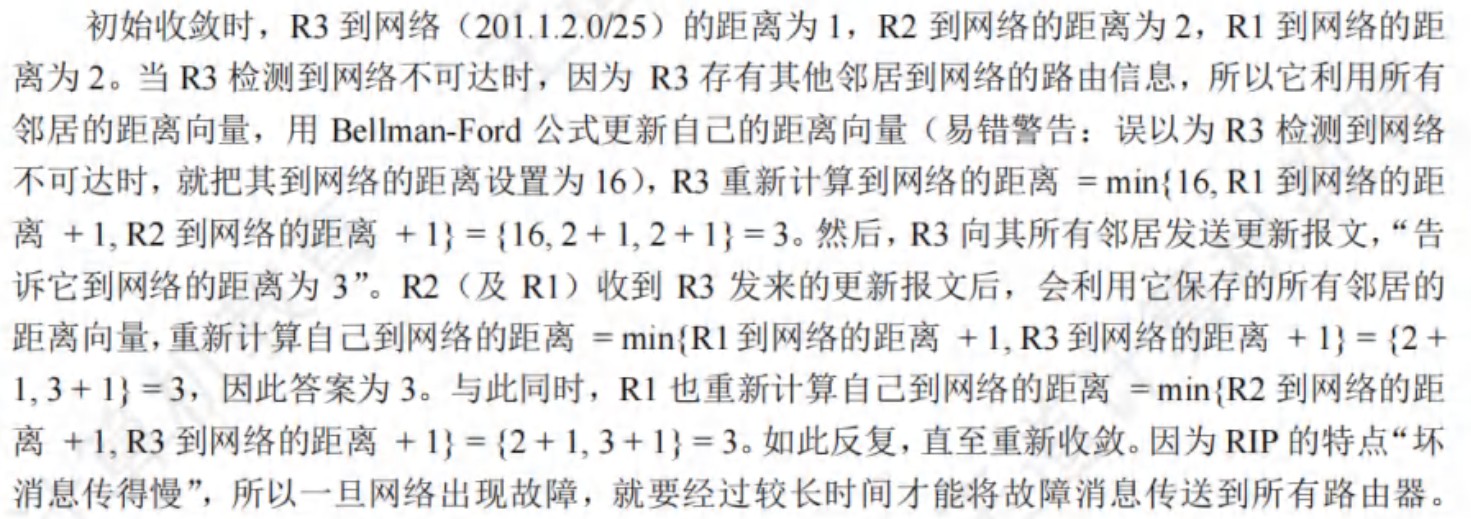 初始收敛时，R3 到网络（201.1.2.0/25）的距离为 1，R2 到网络的距离为 2，R1 到网络的距
离为 2。当 R3 检测到网络不可达时，因为 R3 存有其他邻居到网络的路由信息，所以它利用所有
邻居的距离向量，用 Bellman-Ford 公式更新自己的距离向量（易错警告：误以为 R3 检测到网络
不可达时，就把其到网络的距离设置为 16），R3 重新计算到网络的距离 = min{16, R1 到网络的距
离 + 1, R2 到网络的距离 + 1} = {16, 2 + 1, 2 + 1} = 3。然后，R3 向其所有邻居发送更新报文，“告
诉它到网络的距离为 3”。R2（及 R1）收到 R3 发来的更新报文后，会利用它保存的所有邻居的
距离向量，重新计算自己到网络的距离 = min{R1 到网络的距离 + 1, R3 到网络的距离 + 1} = {2 +
1, 3 + 1} = 3，因此答案为 3。与此同时，R1 也重新计算自己到网络的距离 = min{R2 到网络的距
离 + 1, R3 到网络的距离 + 1} = {2 + 1, 3 + 1} = 3。如此反复，直至重新收敛。因为 RIP 的特点“坏
消息传得慢”，所以一旦网络出现故障，就要经过较长时间才能将故障消息传送到所有路由器。